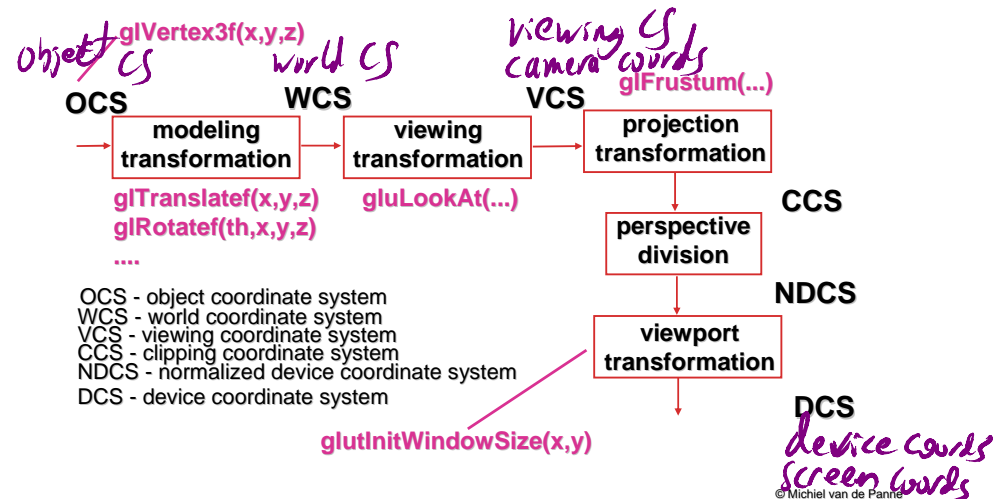 glVertex3f(x,y,z)
object CS
world CS
viewing CS
camera coords
glFrustum(...)
OCS
WCS
VCS
modeling
transformation
viewing
transformation
projection
transformation
glTranslatef(x,y,z)
glRotatef(th,x,y,z)
....
gluLookAt(...)
CCS
perspective
division
NDCS
OCS - object coordinate system
WCS - world coordinate system
VCS - viewing coordinate system
CCS - clipping coordinate system
NDCS - normalized device coordinate system
DCS - device coordinate system
viewport
transformation
DCS
glutInitWindowSize(x,y)
device coords
screen coords
© Michiel van de Panne